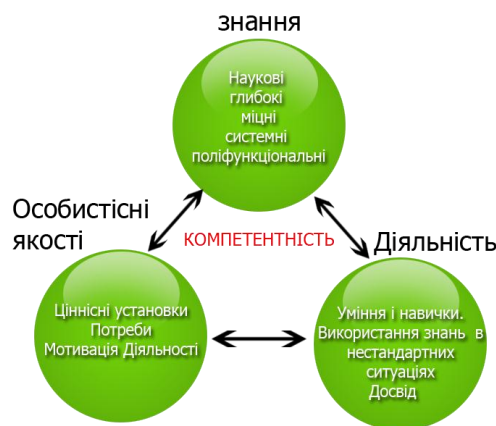 знання
Наукові
глибокі
міцні
системні
поліфункціональні
Особистісні
якості
КОМПЕТЕНТНІСТЬ
Діяльність
Ціннісні установки
Потреби
Мотивація Діяльності
Уміння і навички.
Використання знань в
нестандартних
ситуаціях
Досвід